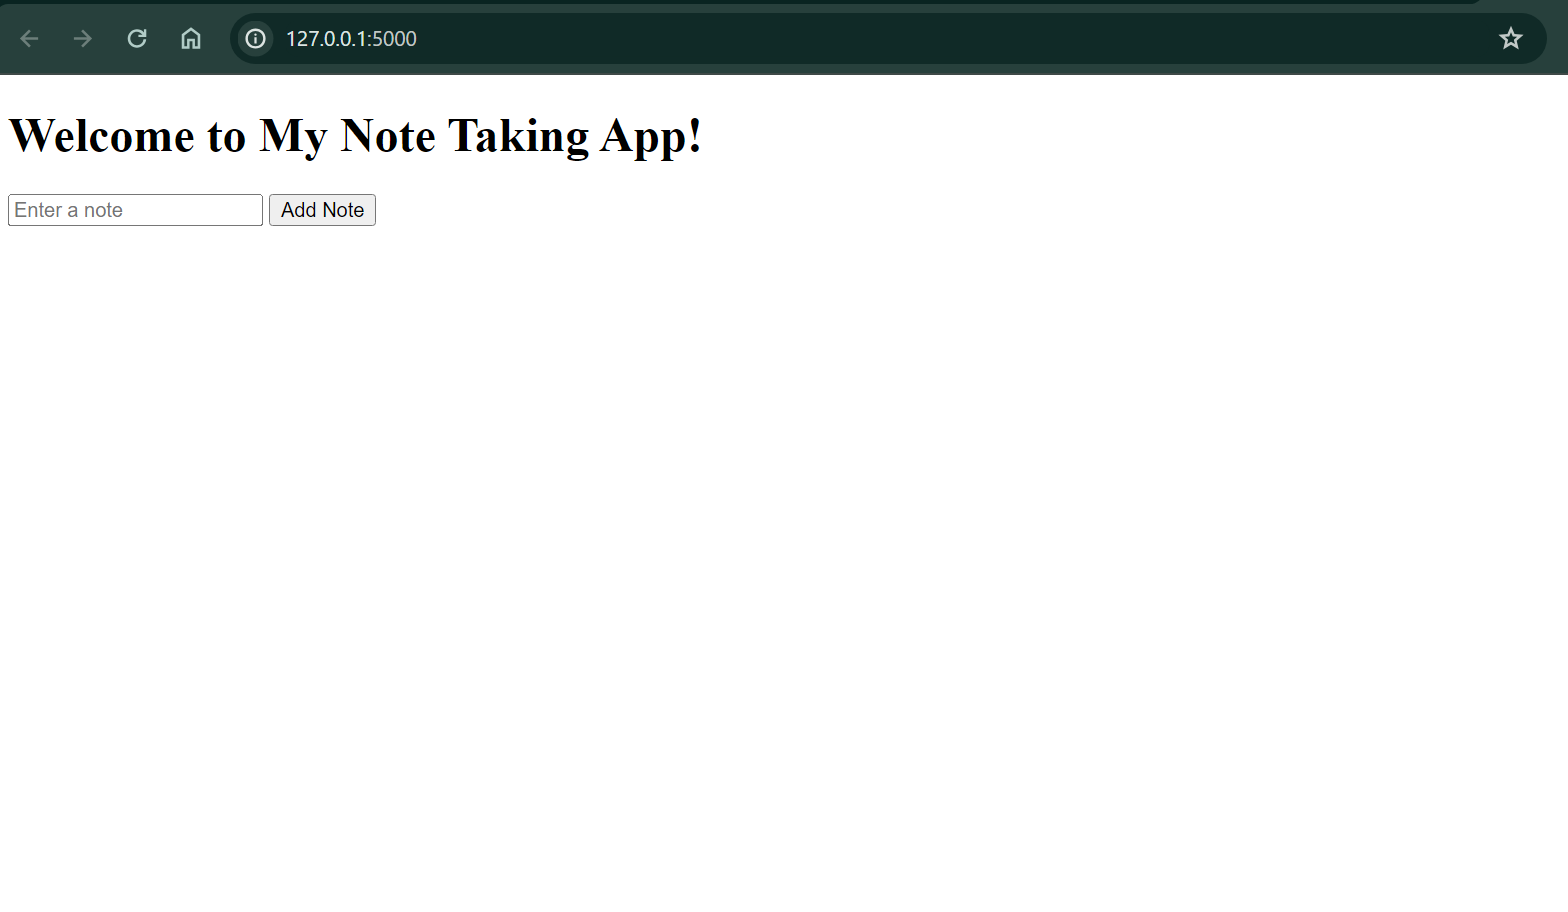 127.0.0.1:5000
Welcome to My Note Taking App!
Enter a note Add Note